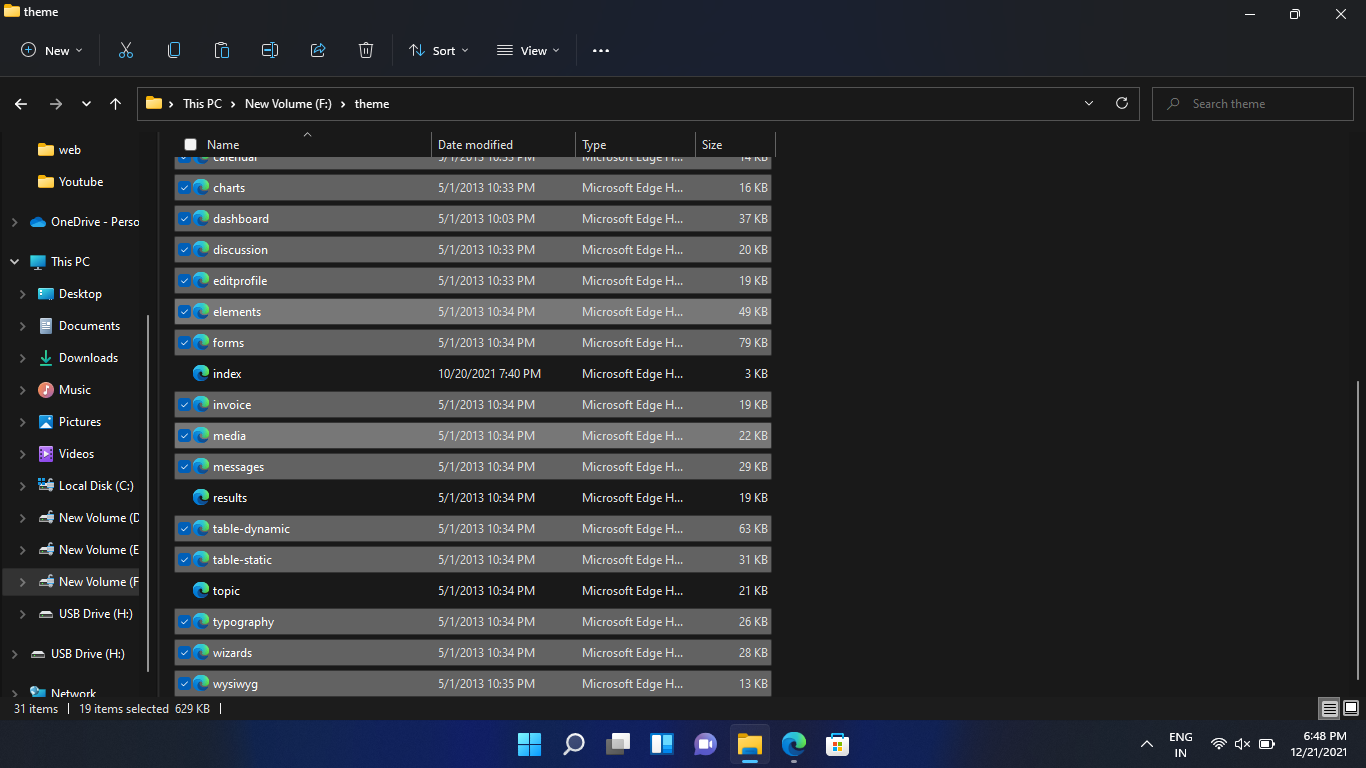 theme
New Sort View
This PC New Volume (F:) theme Search theme
web
Youtube
OneDrive - Perso
This PC
Desktop
Documents
Downloads
Music
Pictures
Videos
Local Disk (C:)
New Volume (D
New Volume (E
New Volume (F
USB Drive (H:)
USB Drive (H:)
Network
Name Date modified Type Size
calendar 5/1/2013 10:33 PM Microsoft Edge H... 14 KB
charts 5/1/2013 10:33 PM Microsoft Edge H... 16 KB
dashboard 5/1/2013 10:03 PM Microsoft Edge H... 37 KB
discussion 5/1/2013 10:33 PM Microsoft Edge H... 20 KB
editprofile 5/1/2013 10:33 PM Microsoft Edge H... 19 KB
elements 5/1/2013 10:34 PM Microsoft Edge H... 49 KB
forms 5/1/2013 10:34 PM Microsoft Edge H... 79 KB
index 10/20/2021 7:40 PM Microsoft Edge H... 3 KB
invoice 5/1/2013 10:34 PM Microsoft Edge H... 19 KB
media 5/1/2013 10:34 PM Microsoft Edge H... 22 KB
messages 5/1/2013 10:34 PM Microsoft Edge H... 29 KB
results 5/1/2013 10:34 PM Microsoft Edge H... 19 KB
table-dynamic 5/1/2013 10:34 PM Microsoft Edge H... 63 KB
table-static 5/1/2013 10:34 PM Microsoft Edge H... 31 KB
topic 5/1/2013 10:34 PM Microsoft Edge H... 21 KB
typography 5/1/2013 10:34 PM Microsoft Edge H... 26 KB
wizards 5/1/2013 10:34 PM Microsoft Edge H... 28 KB
wysiwyg 5/1/2013 10:35 PM Microsoft Edge H... 13 KB
31 items 19 items selected 629 KB
ENG
IN
6:48 PM
12/21/2021